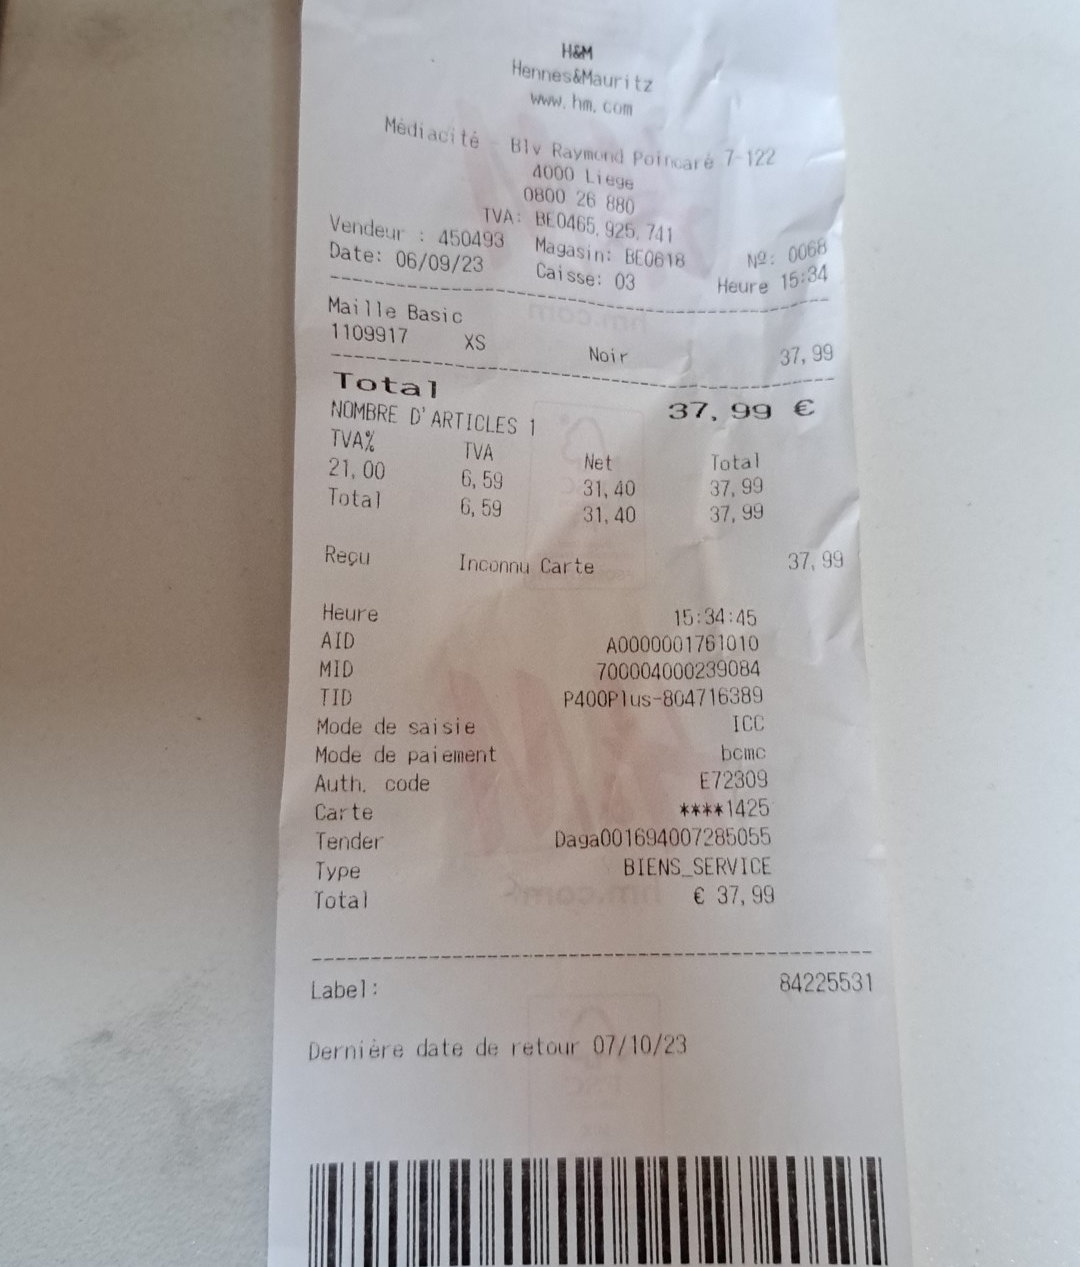 H&M
Hennes&Mauritz
www.hm.com
Médiacité - Blv Raymond Poincaré 7-122
4000 Liege
0800 26 880
TVA: BE0465.925.741
Vendeur : 450493 Magasin: BE0618 Nº: 0068
Date: 06/09/23 Caisse: 03 Heure 15:34
Maille Basic
1109917 XS Noir 37,99
Total 37,99 €
NOMBRE D'ARTICLES 1
TVA% TVA Net Total
21,00 6,59 31,40 37,99
Total 6,59 31,40 37,99
Reçu Inconnu Carte 37,99
Heure 15:34:45
AID A0000001761010
MID 700004000239084
TID P400Plus-804716389
Mode de saisie ICC
Mode de paiement bcmc
Auth. code E72309
Carte ****1425
Tender Daga001694007285055
Type BIENS_SERVICE
Total € 37,99
Label: 84225531
Dernière date de retour 07/10/23